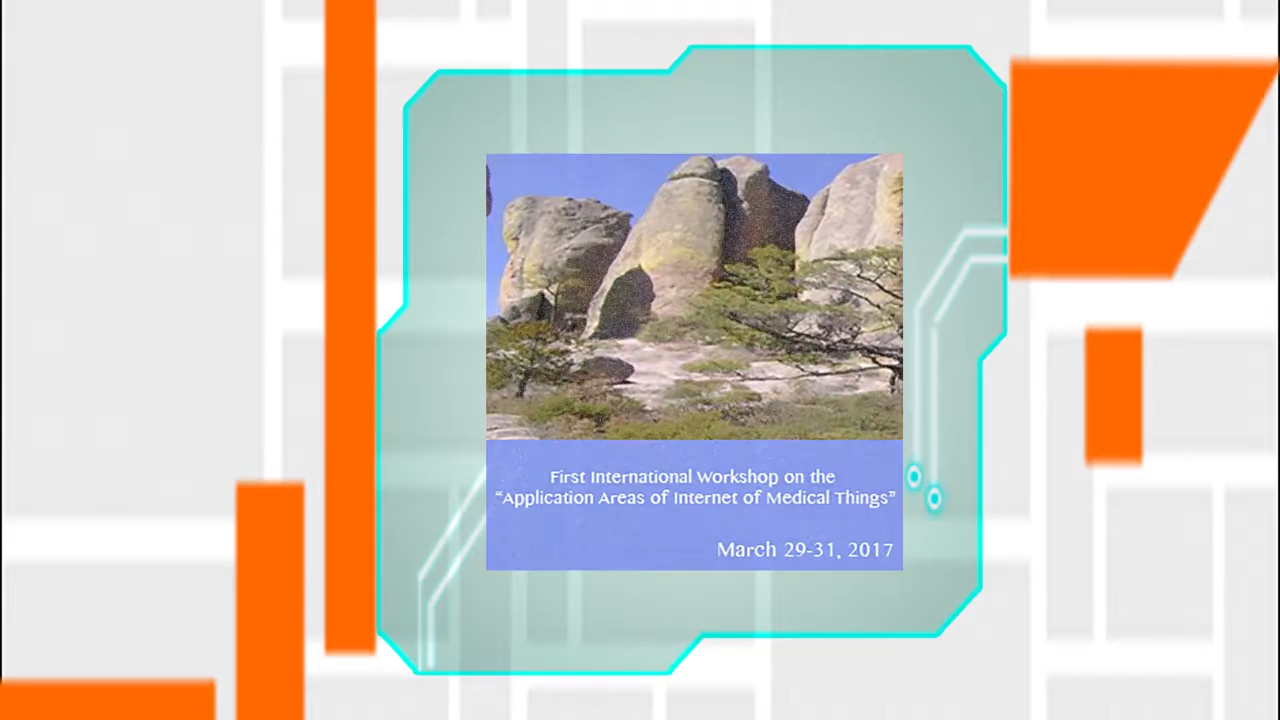 First International Workshop on the
“Application Areas of Internet of Medical Things”
March 29-31, 2017